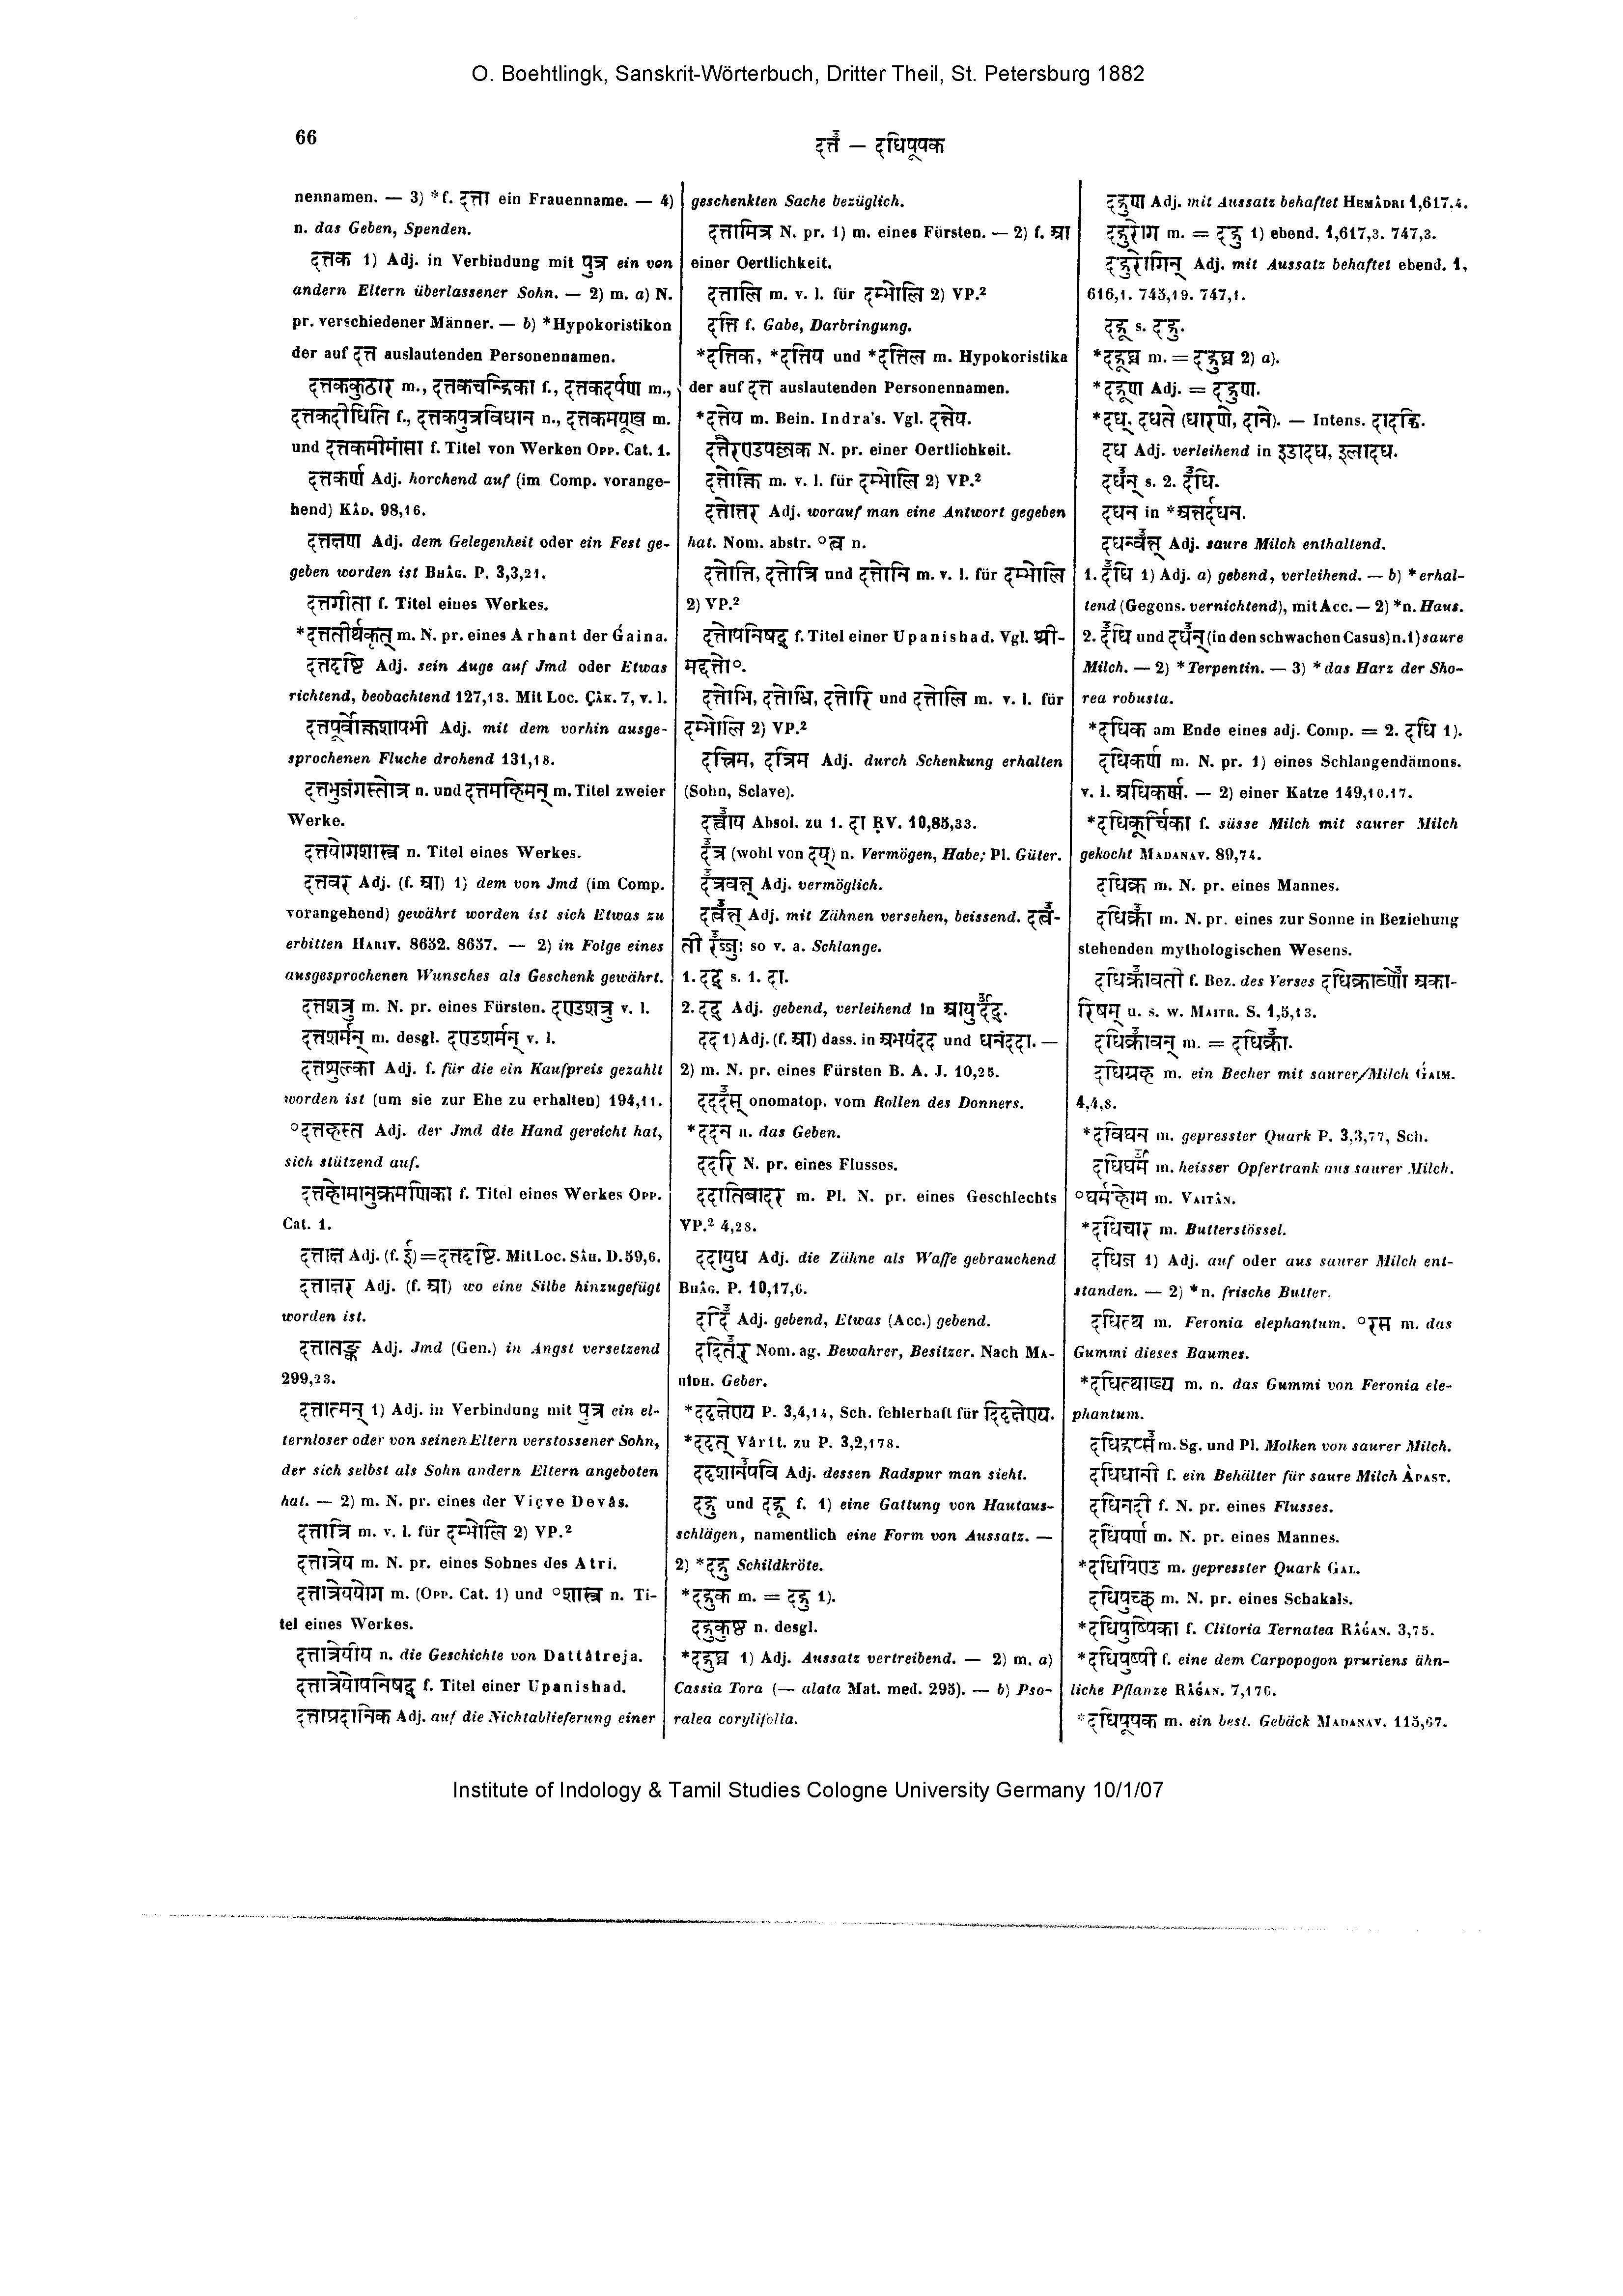 O. Boehtlingk, Sanskrit-Wörterbuch, Dritter Theil, St. Petersburg 1882
66
दत्तँ — दधिपूपक
nennamen. — 3) *f. दत्ता ein Frauenname. — 4)
n. das Geben, Spenden.
दत्तक 1) Adj. in Verbindung mit पुत्र ein von
andern Eltern überlassener Sohn. — 2) m. a) N.
pr. verschiedener Männer. — b) *Hypokoristikon
der auf दत्त auslautenden Personennamen.
दत्तककुठार m., दत्तकचन्द्रिका f., दत्तकदर्पण m.,
दत्तकदीधिति f., दत्तकपुत्रविधान n., दत्तकमयूख m.
und दत्तकमीमांसा f. Titel von Werken Opp. Cat. 1.
दत्तकर्ण Adj. horchend auf (im Comp. vorange-
hend) Kâd. 98,16.
दत्तक्षण Adj. dem Gelegenheit oder ein Fest ge-
geben worden ist Bhâg. P. 3,3,21.
दत्तगीता f. Titel eines Werkes.
*दत्ततीर्थकृत् m. N. pr. eines Arhant der Ǵaina.
दत्तदृष्टि Adj. sein Auge auf Jmd oder Etwas
richtend, beobachtend 127,13. Mit Loc. Çâk. 7, v. l.
दत्तपूर्वोक्तशापभी Adj. mit dem vorhin ausge-
sprochenen Fluche drohend 131,18.
दत्तभुजंगस्तोत्र n. und दत्तमहिमन् m. Titel zweier
Werke.
दत्तयोगशास्त्र n. Titel eines Werkes.
दत्तवर Adj. (f. आ) 1) dem von Jmd (im Comp.
vorangehend) gewährt worden ist sich Etwas zu
erbitten Hariv. 8632. 8637. — 2) in Folge eines
ausgesprochenen Wunsches als Geschenk gewährt.
दत्तशत्रु m. N. pr. eines Fürsten. दण्डशत्रु v. l.
दत्तशर्मन् m. desgl. दण्डशर्मन् v. l.
दत्तशुल्का Adj. f. für die ein Kaufpreis gezahlt
worden ist (um sie zur Ehe zu erhalten) 194,11.
°दत्तहस्त Adj. der Jmd die Hand gereicht hat,
sich stützend auf.
दत्तहोमानुक्रमणिका f. Titel eines Werkes Opp.
Cat. 1.
दत्ताक्ष Adj. (f. ई) = दत्तदृष्टि. Mit Loc. Sâh. D. 59,6.
दत्ताक्षर Adj. (f. आ) wo eine Silbe hinzugefügt
worden ist.
दत्तातङ्क Adj. Jmd (Gen.) in Angst versetzend
299,23.
दत्तात्मन् 1) Adj. in Verbindung mit पुत्र ein el-
ternloser oder von seinen Eltern verstossener Sohn,
der sich selbst als Sohn andern Eltern angeboten
hat. — 2) m. N. pr. eines der Viçve Devâs.
दत्तात्रि m. v. l. für दम्भोलि 2) VP.²
दत्तात्रेय m. N. pr. eines Sohnes des Atri.
दत्तात्रेययोग m. (Opp. Cat. 1) und °शास्त्र n. Ti-
tel eines Werkes.
दत्तात्रेयीय n. die Geschichte von Dattâtreja.
दत्तात्रेयोपनिषद् f. Titel einer Upanishad.
दत्ताप्रदानिक Adj. auf die Nichtablieferung einer
geschenkten Sache bezüglich.
दत्तामित्र N. pr. 1) m. eines Fürsten. — 2) f. आ
einer Oertlichkeit.
दत्तालि m. v. l. für दम्भोलि 2) VP.²
दत्ति f. Gabe, Darbringung.
*दत्तिक, *दत्तिय und *दत्तिल m. Hypokoristika
der auf दत्त auslautenden Personennamen.
*दत्तेय m. Bein. Indra's. Vgl. दत्त्रेय.
दत्तैरण्डपल्लक N. pr. einer Oertlichkeit.
दत्तोक्ति m. v. l. für दम्भोलि 2) VP.²
दत्तोत्तर Adj. worauf man eine Antwort gegeben
hat. Nom. abstr. °त्व n.
दत्तोत्ति, दत्तोत्रि und दत्तोनि m. v. l. für दम्भोलि
2) VP.²
दत्तोपनिषद् f. Titel einer Upanishad. Vgl. श्री-
मद्दत्तो°.
दत्तोभि, दत्तोभ्रि, दत्तोरि und दत्तोलि m. v. l. für
दम्भोलि 2) VP.²
दत्त्रिम, दत्रिम Adj. durch Schenkung erhalten
(Sohn, Sclave).
दत्त्वाँय Absol. zu 1. दा ṚV. 10,85,33.
दँत्र (wohl von दय्) n. Vermögen, Habe; Pl. Güter.
दँत्रवत् Adj. vermöglich.
दत्वँत् Adj. mit Zähnen versehen, beissend. दत्वँ-
ती रँज्जुः so v. a. Schlange.
1. दद् s. 1. दा.
2. दद् Adj. gebend, verleihend in आयुर्दँद्.
दद 1) Adj. (f. आ) dass. in अभयंदद und धनंददा. —
2) m. N. pr. eines Fürsten B. A. J. 10,25.
दददँस् onomatop. vom Rollen des Donners.
*ददन n. das Geben.
ददरि N. pr. eines Flusses.
ददातिबादर m. Pl. N. pr. eines Geschlechts
VP.² 4,28.
ददायुध Adj. die Zähne als Waffe gebrauchend
Bhâg. P. 10,17,6.
ददिँ Adj. gebend, Etwas (Acc.) gebend.
ददितँर् Nom. ag. Bewahrer, Besitzer. Nach Ma-
hîdh. Geber.
*ददक्षेण्य P. 3,4,14, Sch. fehlerhaft für दिदृक्षेण्य.
*ददृत् Vârtt. zu P. 3,2,178.
ददृशानँपवि Adj. dessen Radspur man sieht.
दद्रु und दद्रू f. 1) eine Gattung von Hautaus-
schlägen, namentlich eine Form von Aussatz. —
2) *दद्रु Schildkröte.
*दद्रुक m. = दद्रु 1).
दद्रुकुष्ठ n. desgl.
*दद्रुघ्न 1) Adj. Aussatz vertreibend. — 2) m. a)
Cassia Tora (— alata Mat. med. 295). — b) Pso-
ralea corylifolia.
दद्रुण Adj. mit Aussatz behaftet Hemâdri 1,617,4.
दद्रुरोग m. = दद्रु 1) ebend. 1,617,3. 747,3.
दद्रुरोगिन् Adj. mit Aussatz behaftet ebend. 1,
616,1. 745,19. 747,1.
दद्रू s. दद्रु.
*दद्रूघ्न m. = दद्रुघ्न 2) a).
*दद्रूण Adj. = दद्रुण.
*दध्, दधते (धारणे, दाने). — Intens. दादद्धि.
दध Adj. verleihend in इडादध, इलादध.
दधँन् s. 2. दँधि.
दधन in *अन्तर्दधन.
दधन्वँत् Adj. saure Milch enthaltend.
1. दँधि 1) Adj. a) gebend, verleihend. — b) *erhal-
tend (Gegens. vernichtend), mit Acc. — 2) *n. Haus.
2. दँधि und दधँन् (in den schwachen Casus) n. 1) saure
Milch. — 2) *Terpentin. — 3) *das Harz der Sho-
rea robusta.
*दधिक am Ende eines adj. Comp. = 2. दधि 1).
दधिकर्ण m. N. pr. 1) eines Schlangendämons.
v. l. अधिकर्ण. — 2) einer Katze 149,10.17.
*दधिकूर्चिका f. süsse Milch mit saurer Milch
gekocht Madanav. 89,74.
दधिक्र m. N. pr. eines Mannes.
दधिक्राँ m. N. pr. eines zur Sonne in Beziehung
stehenden mythologischen Wesens.
दधिक्राँवती f. Bez. des Verses दधिक्राव्णो अका-
रिषम् u. s. w. Maitr. S. 1,5,13.
दधिक्राँवन् m. = दधिक्राँ.
दधिग्रह m. ein Becher mit saurer Milch Ǵaim.
4,4,8.
*दधिघन m. gepresster Quark P. 3,3,77, Sch.
दधिघर्मँ m. heisser Opfertrank aus saurer Milch.
°घर्महोम m. Vaitân.
*दधिचार m. Butterstössel.
दधिज 1) Adj. auf oder aus saurer Milch ent-
standen. — 2) *n. frische Butter.
दधित्थ m. Feronia elephantum. °रस m. das
Gummi dieses Baumes.
*दधित्थाख्य m. n. das Gummi von Feronia ele-
phantum.
दधिद्रप्सँ m. Sg. und Pl. Molken von saurer Milch.
दधिधानी f. ein Behälter für saure Milch Âpast.
दधिनदी f. N. pr. eines Flusses.
दधिपर्ण m. N. pr. eines Mannes.
*दधिपिण्ड m. gepresster Quark Gal.
दधिपुच्छ m. N. pr. eines Schakals.
*दधिपुष्पिका f. Clitoria Ternatea Râǵan. 3,75.
*दधिपुष्पी f. eine dem Carpopogon pruriens ähn-
liche Pflanze Râǵan. 7,176.
*दधिपूपक m. ein best. Gebäck Madanav. 115,67.
Institute of Indology & Tamil Studies Cologne University Germany 10/1/07